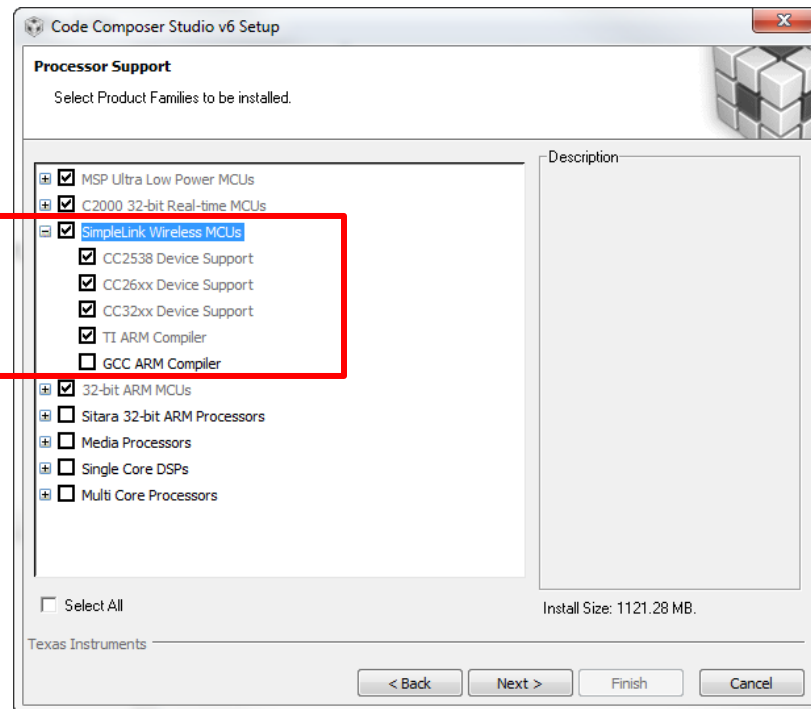 Code Composer Studio v6 Setup
Processor Support
Select Product Families to be installed.
MSP Ultra Low Power MCUs
C2000 32-bit Real-time MCUs
SimpleLink Wireless MCUs
CC2538 Device Support
CC26xx Device Support
CC32xx Device Support
TI ARM Compiler
GCC ARM Compiler
32-bit ARM MCUs
Sitara 32-bit ARM Processors
Media Processors
Single Core DSPs
Multi Core Processors
Description
Select All
Install Size: 1121.28 MB.
Texas Instruments
< Back
Next >
Finish
Cancel